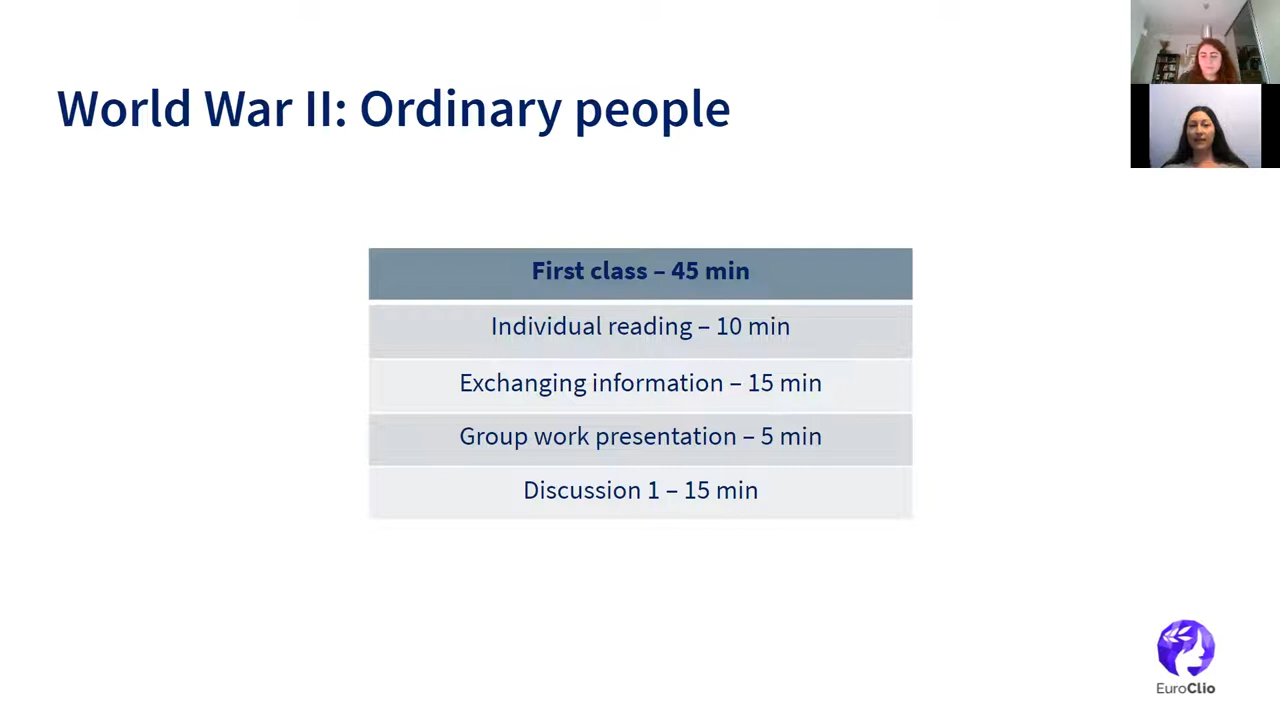 World War II: Ordinary people
First class – 45 min
Individual reading – 10 min
Exchanging information – 15 min
Group work presentation – 5 min
Discussion 1 – 15 min
EuroClio